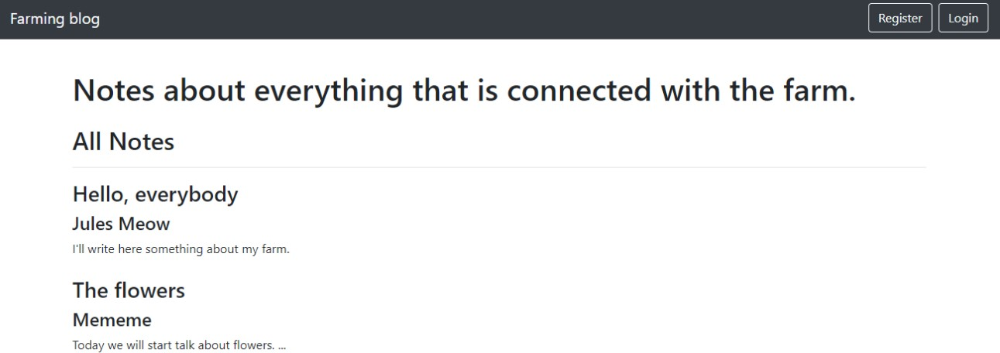 Farming blog
Register
Login
Notes about everything that is connected with the farm.
All Notes
Hello, everybody
Jules Meow
I'll write here something about my farm.
The flowers
Mememe
Today we will start talk about flowers. ...